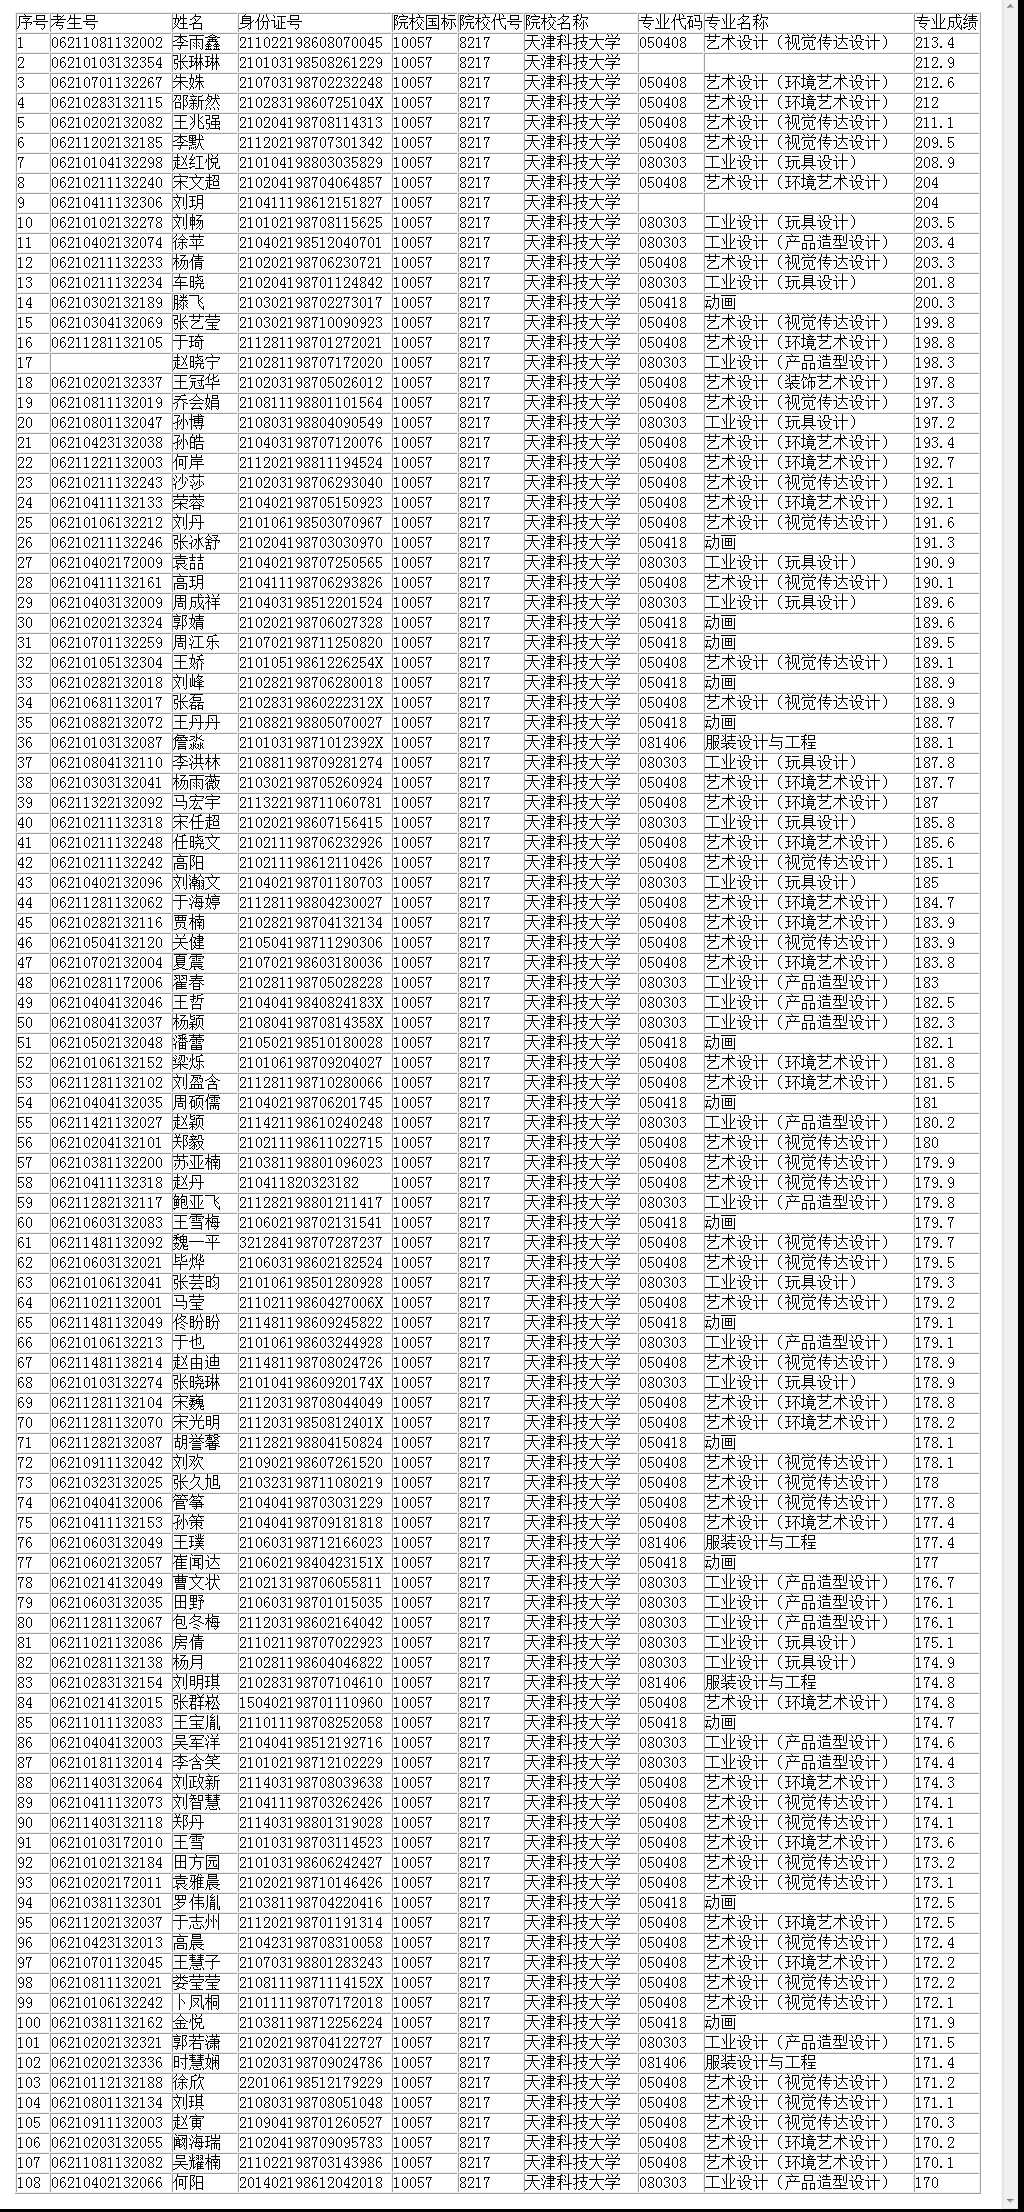 序号 考生号 姓名 身份证号 院校国标 院校代号 院校名称 专业代码 专业名称 专业成绩
1 06211081132002 李雨鑫 211022198608070045 10057 8217 天津科技大学 050408 艺术设计（视觉传达设计） 213.4
2 06210103132354 张琳琳 210103198508261229 10057 8217 天津科技大学 212.9
3 06210701132267 朱姝 210703198702232248 10057 8217 天津科技大学 050408 艺术设计（环境艺术设计） 212.6
4 06210283132115 邵新然 21028319860725104X 10057 8217 天津科技大学 050408 艺术设计（环境艺术设计） 212
5 06210202132082 王兆强 210204198708114313 10057 8217 天津科技大学 050408 艺术设计（视觉传达设计） 211.1
6 06211202132185 李默 211202198707301342 10057 8217 天津科技大学 050408 艺术设计（视觉传达设计） 209.5
7 06210104132298 赵红悦 210104198803035829 10057 8217 天津科技大学 080303 工业设计（玩具设计） 208.9
8 06210211132240 宋文超 210204198704064857 10057 8217 天津科技大学 050408 艺术设计（环境艺术设计） 204
9 06210411132306 刘玥 210411198612151827 10057 8217 天津科技大学 204
10 06210102132278 刘畅 210102198708115625 10057 8217 天津科技大学 080303 工业设计（玩具设计） 203.5
11 06210402132074 徐苹 210402198512040701 10057 8217 天津科技大学 080303 工业设计（产品造型设计） 203.4
12 06210211132233 杨倩 210202198706230721 10057 8217 天津科技大学 050408 艺术设计（视觉传达设计） 203.3
13 06210211132234 车晓 210204198701124842 10057 8217 天津科技大学 080303 工业设计（玩具设计） 201.8
14 06210302132189 滕飞 210302198702273017 10057 8217 天津科技大学 050418 动画 200.3
15 06210304132069 张艺莹 210302198710090923 10057 8217 天津科技大学 050408 艺术设计（视觉传达设计） 199.8
16 06211281132105 于琦 211281198701272021 10057 8217 天津科技大学 050408 艺术设计（环境艺术设计） 198.8
17 赵晓宁 210281198707172020 10057 8217 天津科技大学 080303 工业设计（产品造型设计） 198.3
18 06210202132337 王冠华 210203198705026012 10057 8217 天津科技大学 050408 艺术设计（装饰艺术设计） 197.8
19 06210811132019 乔会娟 210811198801101564 10057 8217 天津科技大学 050408 艺术设计（视觉传达设计） 197.3
20 06210801132047 孙博 210803198804090549 10057 8217 天津科技大学 080303 工业设计（玩具设计） 197.2
21 06210423132038 孙皓 210403198707120076 10057 8217 天津科技大学 050408 艺术设计（环境艺术设计） 193.4
22 06211221132003 何岸 211202198811194524 10057 8217 天津科技大学 050408 艺术设计（环境艺术设计） 192.7
23 06210211132243 沙莎 210203198706293040 10057 8217 天津科技大学 050408 艺术设计（视觉传达设计） 192.1
24 06210411132133 荣蓉 210402198705150923 10057 8217 天津科技大学 050408 艺术设计（环境艺术设计） 192.1
25 06210106132212 刘丹 210106198503070967 10057 8217 天津科技大学 050408 艺术设计（视觉传达设计） 191.6
26 06210211132246 张冰舒 210204198703030970 10057 8217 天津科技大学 050418 动画 191.3
27 06210402172009 袁喆 210402198707250565 10057 8217 天津科技大学 080303 工业设计（玩具设计） 190.9
28 06210411132161 高玥 210411198706293826 10057 8217 天津科技大学 050408 艺术设计（视觉传达设计） 190.1
29 06210403132009 周成祥 210403198512201524 10057 8217 天津科技大学 080303 工业设计（玩具设计） 189.6
30 06210202132324 郭婧 210202198706027328 10057 8217 天津科技大学 050418 动画 189.6
31 06210701132259 周江乐 210702198711250820 10057 8217 天津科技大学 050418 动画 189.5
32 06210105132304 王娇 21010519861226254X 10057 8217 天津科技大学 050408 艺术设计（视觉传达设计） 189.1
33 06210282132018 刘峰 210282198706280018 10057 8217 天津科技大学 050418 动画 188.9
34 06210681132017 张磊 21028319860222312X 10057 8217 天津科技大学 050408 艺术设计（视觉传达设计） 188.9
35 06210882132072 王丹丹 210882198805070027 10057 8217 天津科技大学 050418 动画 188.7
36 06210103132087 詹淼 21010319871012392X 10057 8217 天津科技大学 081406 服装设计与工程 188.1
37 06210804132110 李洪林 210881198709281274 10057 8217 天津科技大学 080303 工业设计（玩具设计） 187.8
38 06210303132041 杨雨薇 210302198705260924 10057 8217 天津科技大学 050408 艺术设计（环境艺术设计） 187.7
39 06211322132092 马宏宇 211322198711060781 10057 8217 天津科技大学 050408 艺术设计（环境艺术设计） 187
40 06210211132318 宋任超 210202198607156415 10057 8217 天津科技大学 080303 工业设计（玩具设计） 185.8
41 06210211132248 任晓文 210211198706232926 10057 8217 天津科技大学 050408 艺术设计（环境艺术设计） 185.6
42 06210211132242 高阳 210211198612110426 10057 8217 天津科技大学 050408 艺术设计（视觉传达设计） 185.1
43 06210402132096 刘瀚文 210402198701180703 10057 8217 天津科技大学 080303 工业设计（玩具设计） 185
44 06211281132062 于海婷 211281198804230027 10057 8217 天津科技大学 050408 艺术设计（环境艺术设计） 184.7
45 06210282132116 贾楠 210282198704132134 10057 8217 天津科技大学 050408 艺术设计（环境艺术设计） 183.9
46 06210504132120 关健 210504198711290306 10057 8217 天津科技大学 050408 艺术设计（视觉传达设计） 183.9
47 06210702132004 夏震 210702198603180036 10057 8217 天津科技大学 050408 艺术设计（环境艺术设计） 183.8
48 06210281172006 翟春 210281198705028228 10057 8217 天津科技大学 080303 工业设计（产品造型设计） 183
49 06210404132046 王哲 21040419840824183X 10057 8217 天津科技大学 080303 工业设计（产品造型设计） 182.5
50 06210804132037 杨颖 21080419870814358X 10057 8217 天津科技大学 080303 工业设计（产品造型设计） 182.3
51 06210502132048 潘蕾 210502198510180028 10057 8217 天津科技大学 050418 动画 182.1
52 06210106132152 梁烁 210106198709204027 10057 8217 天津科技大学 050408 艺术设计（环境艺术设计） 181.8
53 06211281132102 刘盈含 211281198710280066 10057 8217 天津科技大学 050408 艺术设计（环境艺术设计） 181.5
54 06210404132035 周硕儒 210402198706201745 10057 8217 天津科技大学 050418 动画 181
55 06211421132027 赵颖 211421198610240248 10057 8217 天津科技大学 080303 工业设计（产品造型设计） 180.2
56 06210204132101 郑毅 210211198611022715 10057 8217 天津科技大学 050408 艺术设计（视觉传达设计） 180
57 06210381132200 苏亚楠 210381198801096023 10057 8217 天津科技大学 050408 艺术设计（视觉传达设计） 179.9
58 06210411132318 赵丹 210411820323182 10057 8217 天津科技大学 050408 艺术设计（视觉传达设计） 179.9
59 06211282132117 鲍亚飞 211282198801211417 10057 8217 天津科技大学 080303 工业设计（产品造型设计） 179.8
60 06210603132083 王雪梅 210602198702131541 10057 8217 天津科技大学 050418 动画 179.7
61 06211481132092 魏一平 321284198707287237 10057 8217 天津科技大学 050408 艺术设计（视觉传达设计） 179.7
62 06210603132021 毕烨 210603198602182524 10057 8217 天津科技大学 050408 艺术设计（视觉传达设计） 179.5
63 06210106132041 张芸昀 210106198501280928 10057 8217 天津科技大学 080303 工业设计（玩具设计） 179.3
64 06211021132001 马莹 21102119860427006X 10057 8217 天津科技大学 050408 艺术设计（视觉传达设计） 179.2
65 06211481132049 佟盼盼 211481198609245822 10057 8217 天津科技大学 050418 动画 179.1
66 06210106132213 于也 210106198603244928 10057 8217 天津科技大学 080303 工业设计（产品造型设计） 179.1
67 06211481138214 赵由迪 211481198708024726 10057 8217 天津科技大学 050408 艺术设计（视觉传达设计） 178.9
68 06210103132274 张晓琳 21010419860920174X 10057 8217 天津科技大学 080303 工业设计（玩具设计） 178.9
69 06211281132104 宋巍 211203198708044049 10057 8217 天津科技大学 050408 艺术设计（环境艺术设计） 178.8
70 06211281132070 宋光明 21120319850812401X 10057 8217 天津科技大学 050408 艺术设计（环境艺术设计） 178.2
71 06211282132087 胡誉馨 211282198804150824 10057 8217 天津科技大学 050418 动画 178.1
72 06210911132042 刘欢 210902198607261520 10057 8217 天津科技大学 050408 艺术设计（视觉传达设计） 178.1
73 06210323132025 张久旭 210323198711080219 10057 8217 天津科技大学 050408 艺术设计（视觉传达设计） 178
74 06210404132006 管筝 210404198703031229 10057 8217 天津科技大学 050408 艺术设计（视觉传达设计） 177.8
75 06210411132153 孙策 210404198709181818 10057 8217 天津科技大学 050408 艺术设计（环境艺术设计） 177.4
76 06210603132049 王璞 210603198712166023 10057 8217 天津科技大学 081406 服装设计与工程 177.4
77 06210602132057 崔闻达 21060219840423151X 10057 8217 天津科技大学 050418 动画 177
78 06210214132049 曹文状 210213198706055811 10057 8217 天津科技大学 080303 工业设计（产品造型设计） 176.7
79 06210603132035 田野 210603198701015035 10057 8217 天津科技大学 080303 工业设计（产品造型设计） 176.1
80 06211281132067 包冬梅 211203198602164042 10057 8217 天津科技大学 080303 工业设计（产品造型设计） 176.1
81 06211021132086 房倩 211021198707022923 10057 8217 天津科技大学 080303 工业设计（玩具设计） 175.1
82 06210281132138 杨月 210281198604046822 10057 8217 天津科技大学 080303 工业设计（玩具设计） 174.9
83 06210283132154 刘明琪 210283198707104610 10057 8217 天津科技大学 081406 服装设计与工程 174.8
84 06210214132015 张群崧 150402198701110960 10057 8217 天津科技大学 050408 艺术设计（环境艺术设计） 174.8
85 06211011132083 王宝胤 211011198708252058 10057 8217 天津科技大学 050418 动画 174.7
86 06210404132003 吴军洋 210404198512192716 10057 8217 天津科技大学 080303 工业设计（产品造型设计） 174.6
87 06210181132014 李含笑 210102198712102229 10057 8217 天津科技大学 080303 工业设计（产品造型设计） 174.4
88 06211403132064 刘政新 211403198708039638 10057 8217 天津科技大学 050408 艺术设计（环境艺术设计） 174.3
89 06210411132073 刘智慧 210411198703262426 10057 8217 天津科技大学 050408 艺术设计（视觉传达设计） 174.1
90 06211403132118 郑丹 211403198801319028 10057 8217 天津科技大学 050408 艺术设计（视觉传达设计） 174.1
91 06210103172010 王雪 210103198703114523 10057 8217 天津科技大学 050408 艺术设计（环境艺术设计） 173.6
92 06210102132184 田方园 210103198606242427 10057 8217 天津科技大学 050408 艺术设计（视觉传达设计） 173.2
93 06210202172011 袁雅晨 210202198710146426 10057 8217 天津科技大学 050408 艺术设计（视觉传达设计） 173.1
94 06210381132301 罗伟胤 210381198704220416 10057 8217 天津科技大学 050418 动画 172.5
95 06211202132037 于志州 211202198701191314 10057 8217 天津科技大学 050408 艺术设计（环境艺术设计） 172.5
96 06210423132013 高晨 210423198708310058 10057 8217 天津科技大学 050408 艺术设计（视觉传达设计） 172.4
97 06210701132045 王慧子 210703198801283243 10057 8217 天津科技大学 050408 艺术设计（环境艺术设计） 172.2
98 06210811132021 娄莹莹 21081119871114152X 10057 8217 天津科技大学 050408 艺术设计（视觉传达设计） 172.2
99 06210106132242 卜凤桐 210111198707172018 10057 8217 天津科技大学 050408 艺术设计（视觉传达设计） 172.1
100 06210381132162 金悦 210381198712256224 10057 8217 天津科技大学 050418 动画 171.9
101 06210202132321 郭若潇 210202198704122727 10057 8217 天津科技大学 080303 工业设计（产品造型设计） 171.5
102 06210202132336 时慧娴 210203198709024786 10057 8217 天津科技大学 081406 服装设计与工程 171.4
103 06210112132188 徐欣 220106198512179229 10057 8217 天津科技大学 050408 艺术设计（视觉传达设计） 171.2
104 06210801132134 刘琪 210803198708051048 10057 8217 天津科技大学 050408 艺术设计（视觉传达设计） 171.1
105 06210911132003 赵寅 210904198701260527 10057 8217 天津科技大学 050408 艺术设计（视觉传达设计） 170.3
106 06210203132055 阚海瑞 210204198709095783 10057 8217 天津科技大学 050408 艺术设计（环境艺术设计） 170.2
107 06211081132082 吴耀楠 211022198703143986 10057 8217 天津科技大学 050408 艺术设计（环境艺术设计） 170.1
108 06210402132066 何阳 201402198612042018 10057 8217 天津科技大学 080303 工业设计（产品造型设计） 170